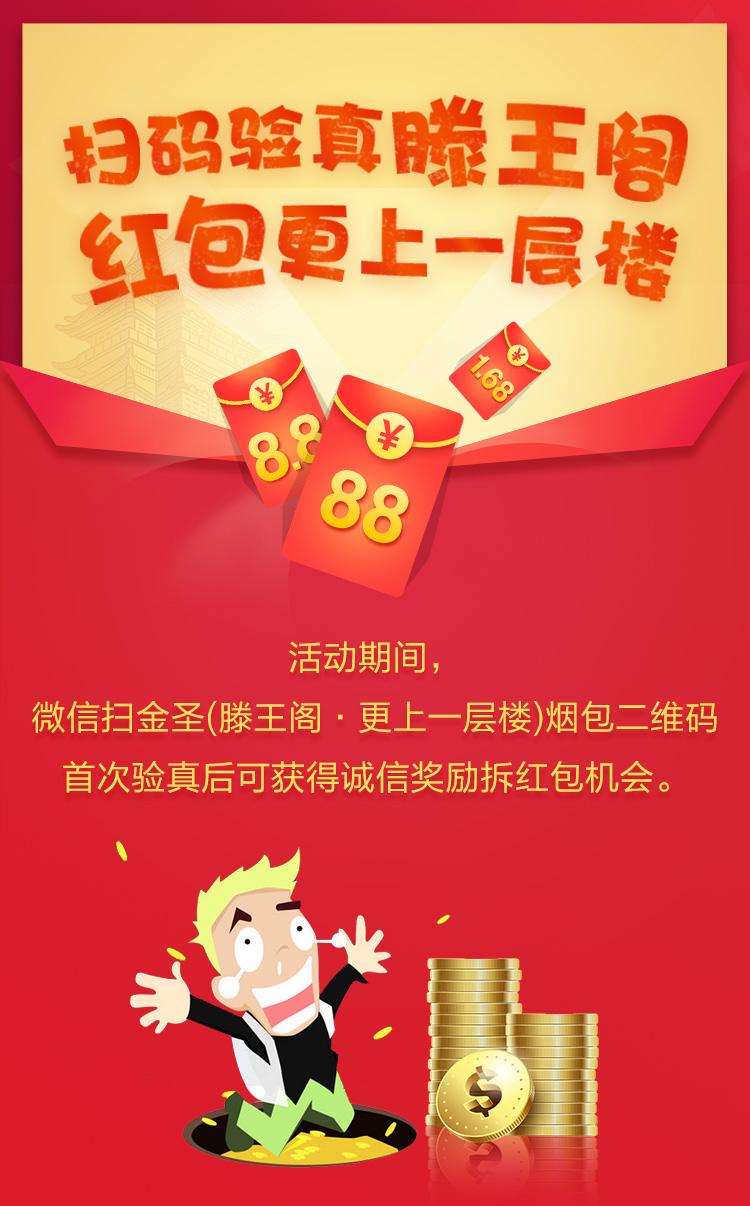 扫码验真滕王阁
红包更上一层楼
¥
8.8
¥
88
¥
1.68
活动期间，
微信扫金圣(滕王阁·更上一层楼)烟包二维码
首次验真后可获得诚信奖励拆红包机会。
$